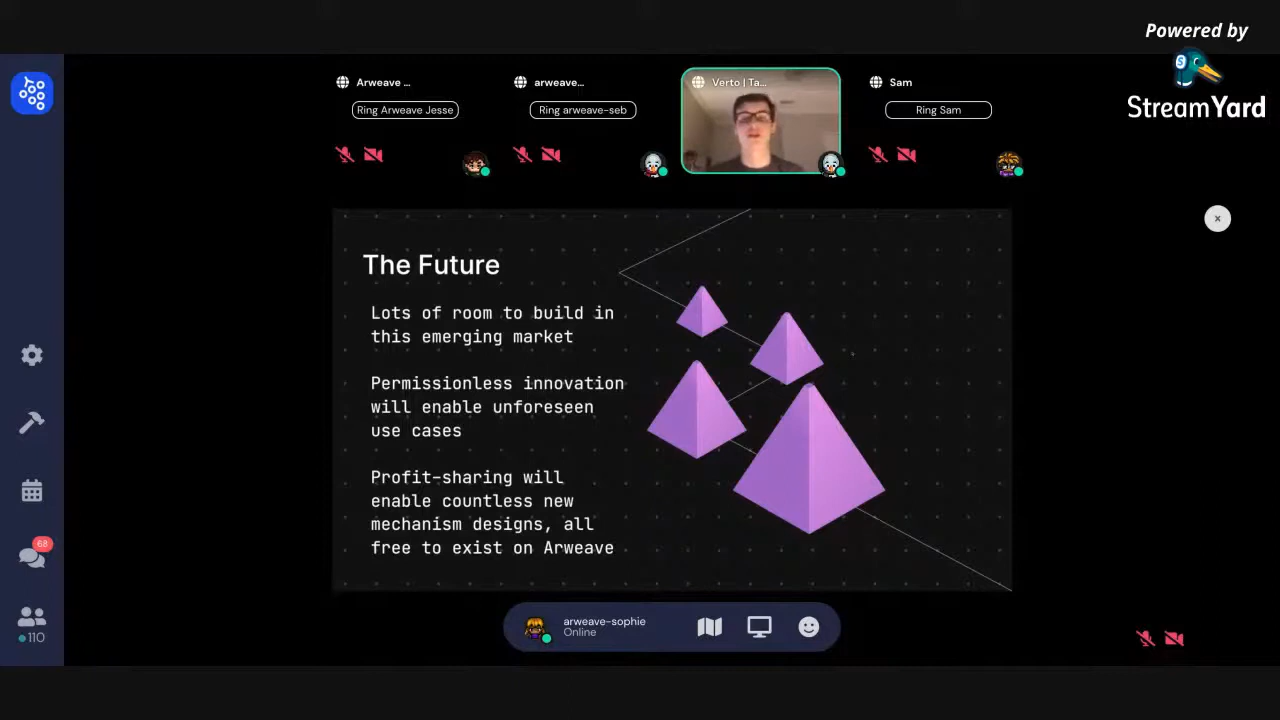 Powered by
StreamYard
Arweave ...
Ring Arweave Jesse
arweave...
Ring arweave-seb
Verto | Ta...
Sam
Ring Sam
The Future
Lots of room to build in
this emerging market
Permissionless innovation
will enable unforeseen
use cases
Profit-sharing will
enable countless new
mechanism designs, all
free to exist on Arweave
68
110
arweave-sophie
Online